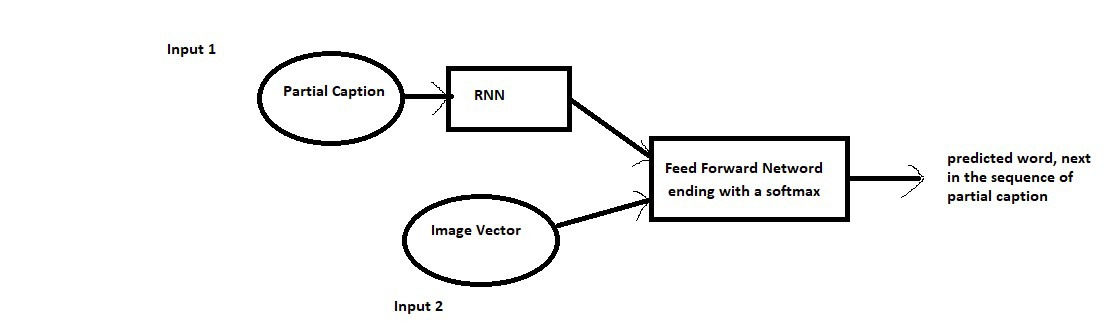 Input 1
Partial Caption
RNN
Feed Forward Netword
ending with a softmax
predicted word, next
in the sequence of
partial caption
Image Vector
Input 2